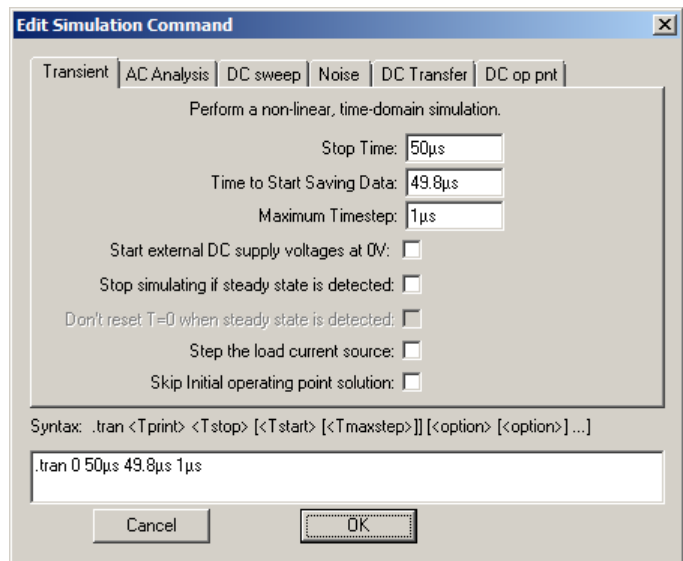 Edit Simulation Command
Transient AC Analysis DC sweep Noise DC Transfer DC op pnt
Perform a non-linear, time-domain simulation.
Stop Time: 50µs
Time to Start Saving Data: 49.8µs
Maximum Timestep: 1µs
Start external DC supply voltages at 0V:
Stop simulating if steady state is detected:
Don't reset T=0 when steady state is detected:
Step the load current source:
Skip Initial operating point solution:
Syntax: .tran <Tprint> <Tstop> [<Tstart> [<Tmaxstep>]] [<option> [<option>] ...]
.tran 0 50µs 49.8µs 1µs
Cancel OK